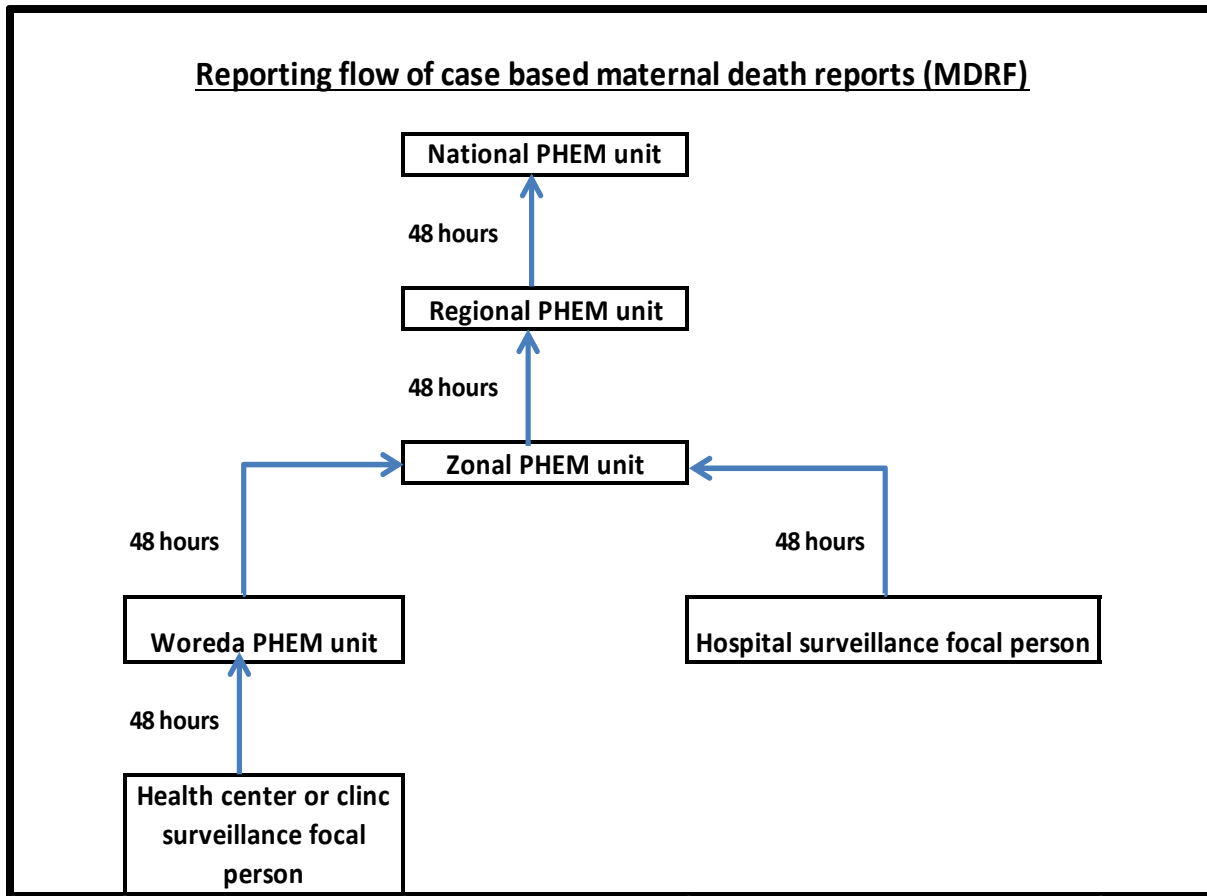 Reporting flow of case based maternal death reports (MDRF)
National PHEM unit
48 hours
Regional PHEM unit
48 hours
Zonal PHEM unit
48 hours
48 hours
Woreda PHEM unit
Hospital surveillance focal person
48 hours
Health center or clinc
surveillance focal
person